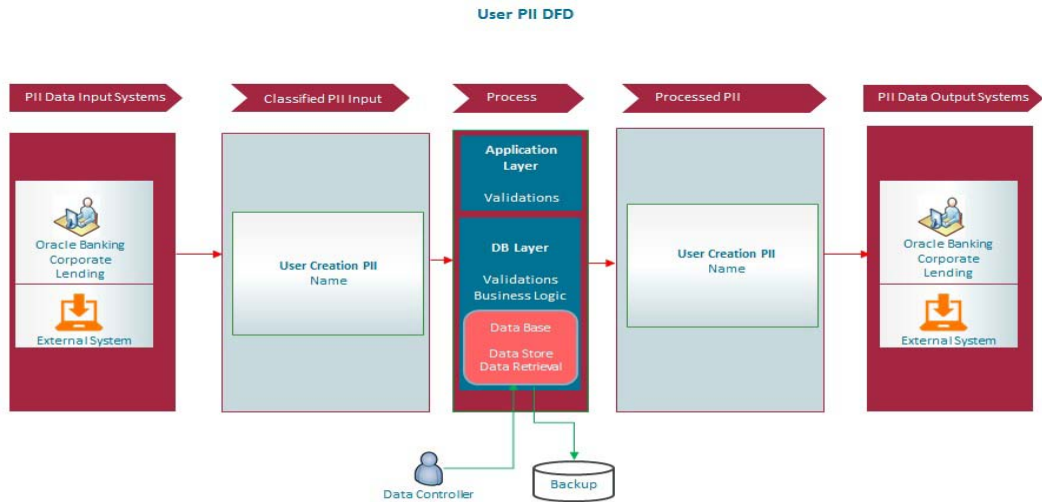 User PII DFD
PII Data Input Systems
Classified PII Input
Process
Processed PII
PII Data Output Systems
Oracle Banking
Corporate
Lending
External System
User Creation PII
Name
Application
Layer
Validations
DB Layer
Validations
Business Logic
Data Base
Data Store
Data Retrieval
User Creation PII
Name
Oracle Banking
Corporate
Lending
External System
Data Controller
Backup